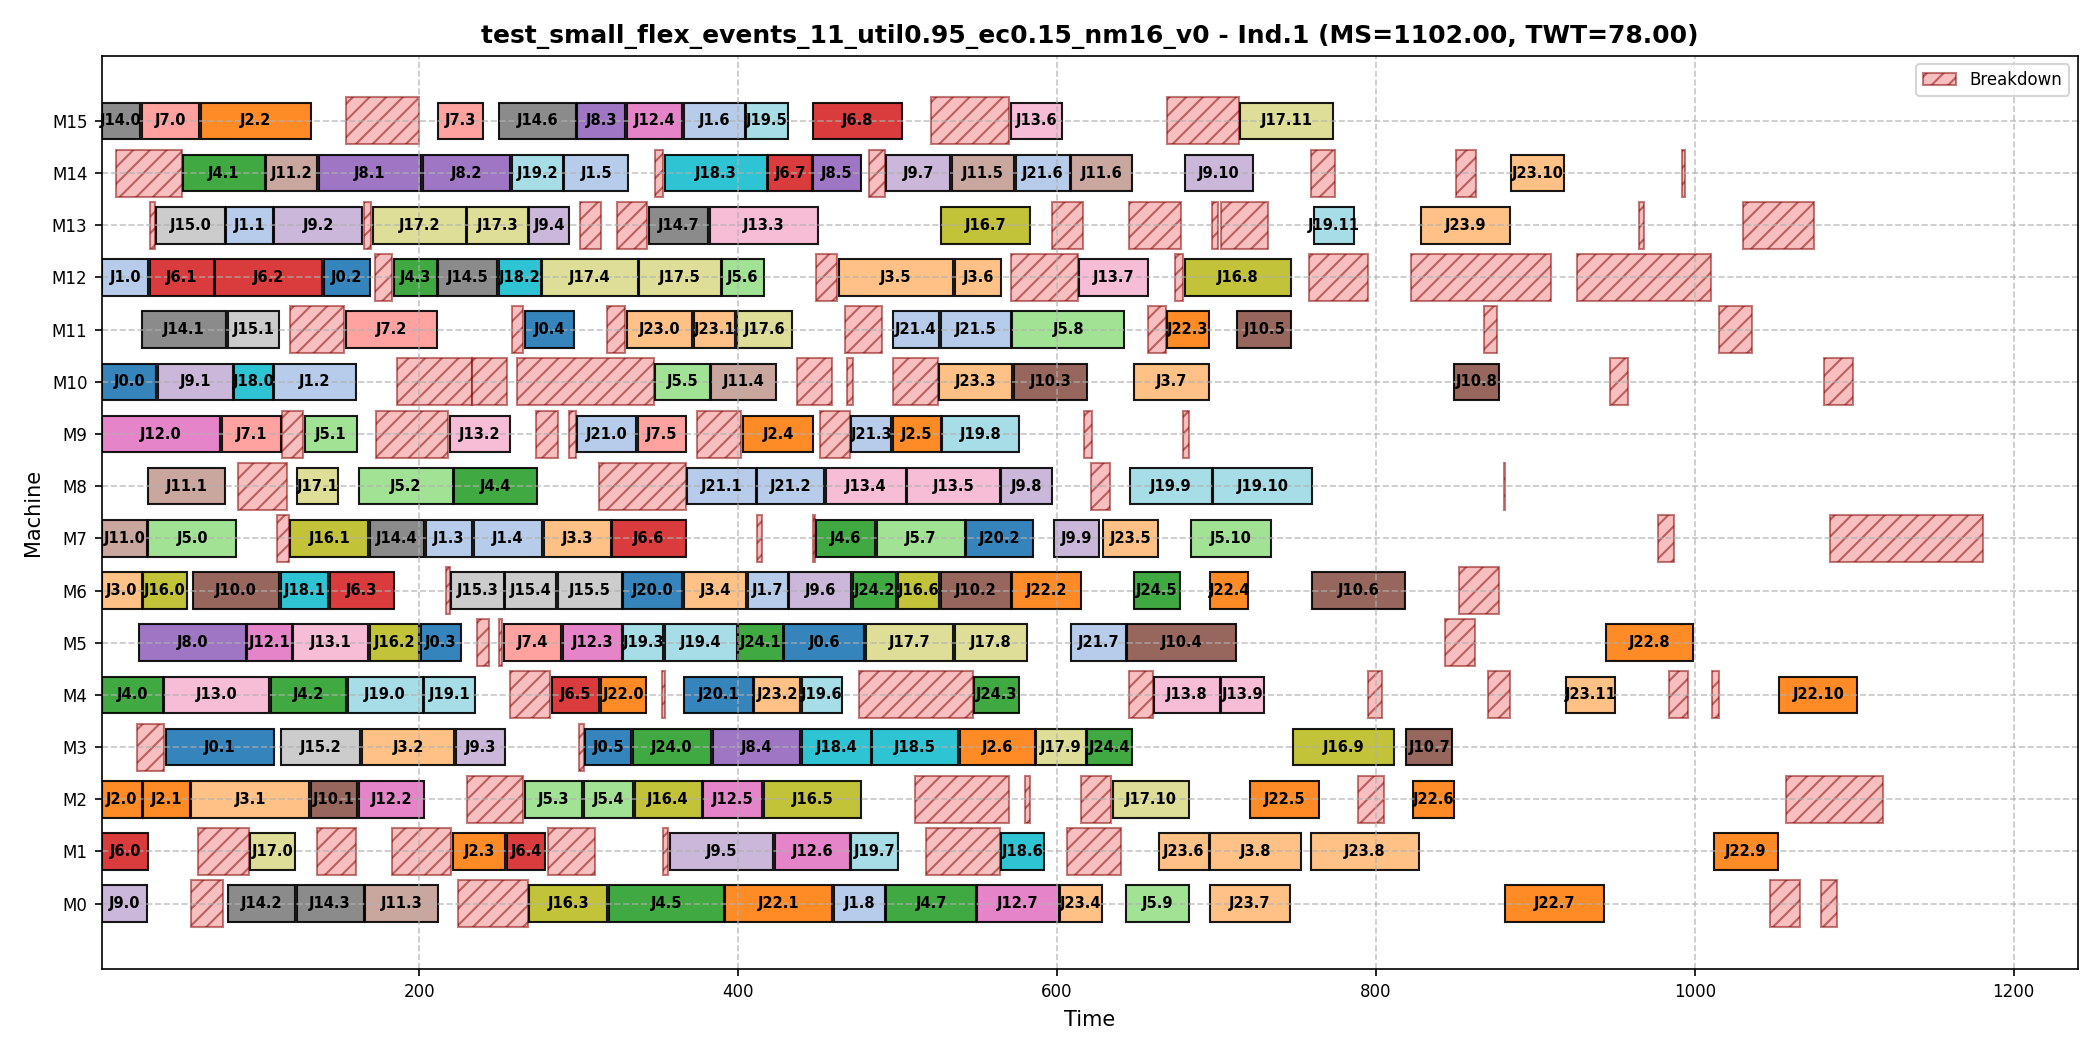 test_small_flex_events_11_util0.95_ec0.15_nm16_v0 - Ind.1 (MS=1102.00, TWT=78.00)
Breakdown
M15 J14.0 J7.0 J2.2 J7.3 J14.6 J8.3 J12.4 J1.6 J19.5 J6.8 J13.6 J17.11
M14 J4.1 J11.2 J8.1 J8.2 J19.2 J1.5 J18.3 J6.7 J8.5 J9.7 J11.5 J21.6 J11.6 J9.10 J23.10
M13 J15.0 J1.1 J9.2 J17.2 J17.3 J9.4 J14.7 J13.3 J16.7 J19.11 J23.9
M12 J1.0 J6.1 J6.2 J0.2 J4.3 J14.5 J18.2 J17.4 J17.5 J5.6 J3.5 J3.6 J13.7 J16.8
M11 J14.1 J15.1 J7.2 J0.4 J23.0 J23.1 J17.6 J21.4 J21.5 J5.8 J22.3 J10.5
M10 J0.0 J9.1 J18.0 J1.2 J5.5 J11.4 J23.3 J10.3 J3.7 J10.8
M9 J12.0 J7.1 J5.1 J13.2 J21.0 J7.5 J2.4 J21.3 J2.5 J19.8
M8 J11.1 J17.1 J5.2 J4.4 J21.1 J21.2 J13.4 J13.5 J9.8 J19.9 J19.10
M7 J11.0 J5.0 J16.1 J14.4 J1.3 J1.4 J3.3 J6.6 J4.6 J5.7 J20.2 J9.9 J23.5 J5.10
M6 J3.0 J16.0 J10.0 J18.1 J6.3 J15.3 J15.4 J15.5 J20.0 J3.4 J1.7 J9.6 J24.2 J16.6 J10.2 J22.2 J24.5 J22.4 J10.6
M5 J8.0 J12.1 J13.1 J16.2 J0.3 J7.4 J12.3 J19.3 J19.4 J24.1 J0.6 J17.7 J17.8 J21.7 J10.4 J22.8
M4 J4.0 J13.0 J4.2 J19.0 J19.1 J6.5 J22.0 J20.1 J23.2 J19.6 J24.3 J13.8 J13.9 J23.11 J22.10
M3 J0.1 J15.2 J3.2 J9.3 J0.5 J24.0 J8.4 J18.4 J18.5 J2.6 J17.9 J24.4 J16.9 J10.7
M2 J2.0 J2.1 J3.1 J10.1 J12.2 J5.3 J5.4 J16.4 J12.5 J16.5 J17.10 J22.5 J22.6
M1 J6.0 J17.0 J2.3 J6.4 J9.5 J12.6 J19.7 J18.6 J23.6 J3.8 J23.8 J22.9
M0 J9.0 J14.2 J14.3 J11.3 J16.3 J4.5 J22.1 J1.8 J4.7 J12.7 J23.4 J5.9 J23.7 J22.7
200 400 600 800 1000 1200
Time
Machine